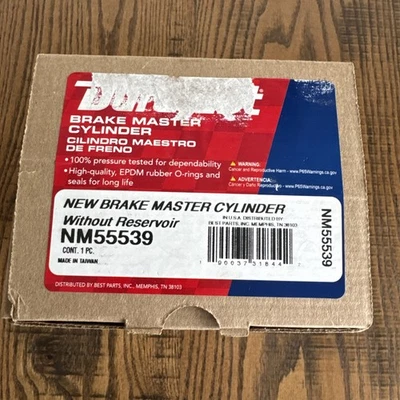 BRAKE MASTER
CYLINDER
CILINDRO MAESTRO
DE FRENO
• 100% pressure tested for dependability
• High-quality, EPDM rubber O-rings and
seals for long life
WARNING:
Cancer and Reproductive Harm - www.P65Warnings.ca.gov
ADVERTENCIA:
Cáncer y Daño Reproductivo - www.P65Warnings.ca.gov
NEW BRAKE MASTER CYLINDER
Without Reservoir
NM55539
CONT. 1 PC.
MADE IN TAIWAN
IN U.S.A. DISTRIBUTED BY:
BEST PARTS, INC. MEMPHIS, TN 38103
NM55539
DISTRIBUTED BY BEST PARTS, INC., MEMPHIS, TN 38103